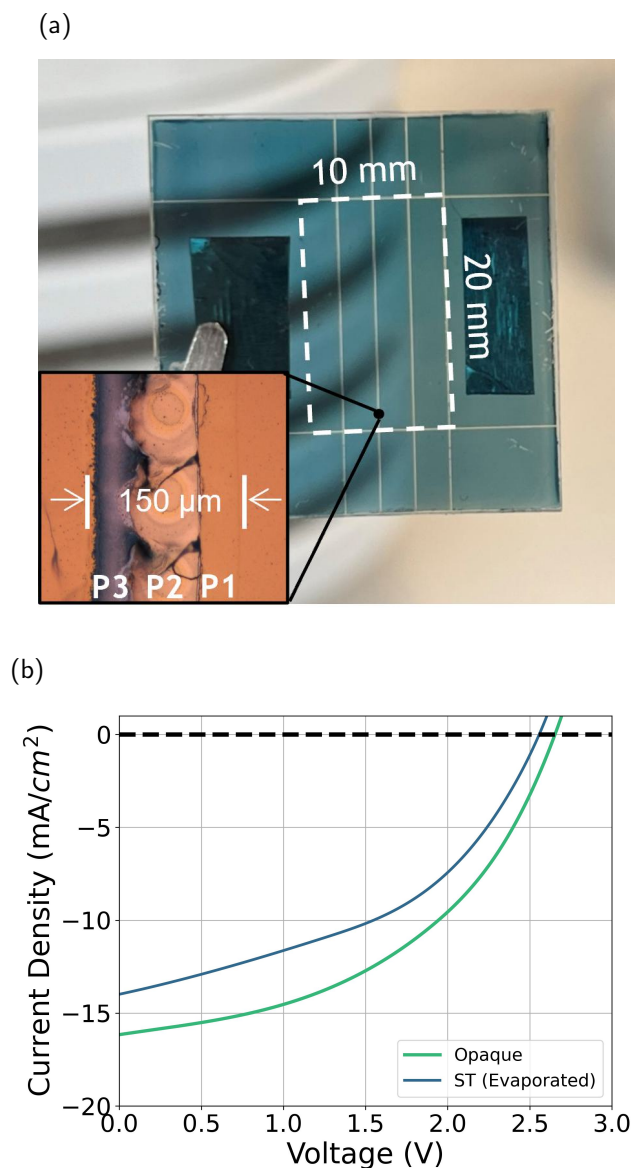 (a)
10 mm
20 mm
150 µm
P3 P2 P1
(b)
Current Density (mA/cm²)
0
−5
−10
−15
−20
0.0 0.5 1.0 1.5 2.0 2.5 3.0
Voltage (V)
Opaque
ST (Evaporated)